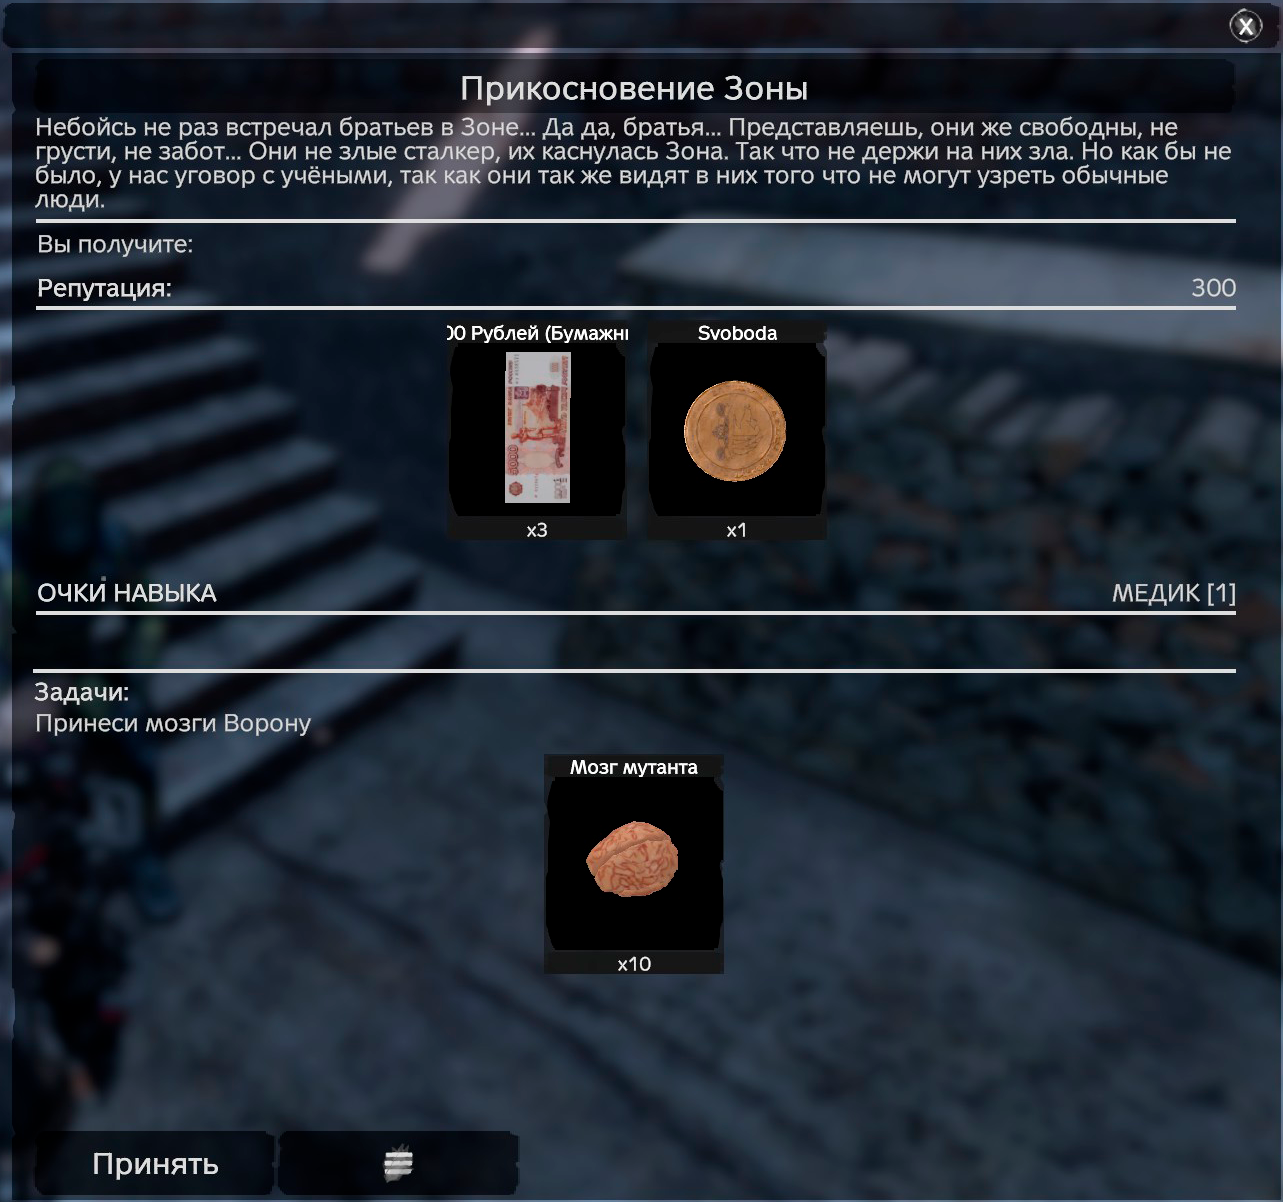 X
Прикосновение Зоны
Небойсь не раз встречал братьев в Зоне... Да да, братья... Представляешь, они же свободны, не
грусти, не забот... Они не злые сталкер, их каснулась Зона. Так что не держи на них зла. Но как бы не
было, у нас уговор с учёными, так как они так же видят в них того что не могут узреть обычные
люди.
Вы получите:
Репутация: 300
00 Рублей (Бумажн Svoboda
x3 x1
ОЧКИ НАВЫКА МЕДИК [1]
Задачи:
Принеси мозги Ворону
Мозг мутанта
x10
Принять